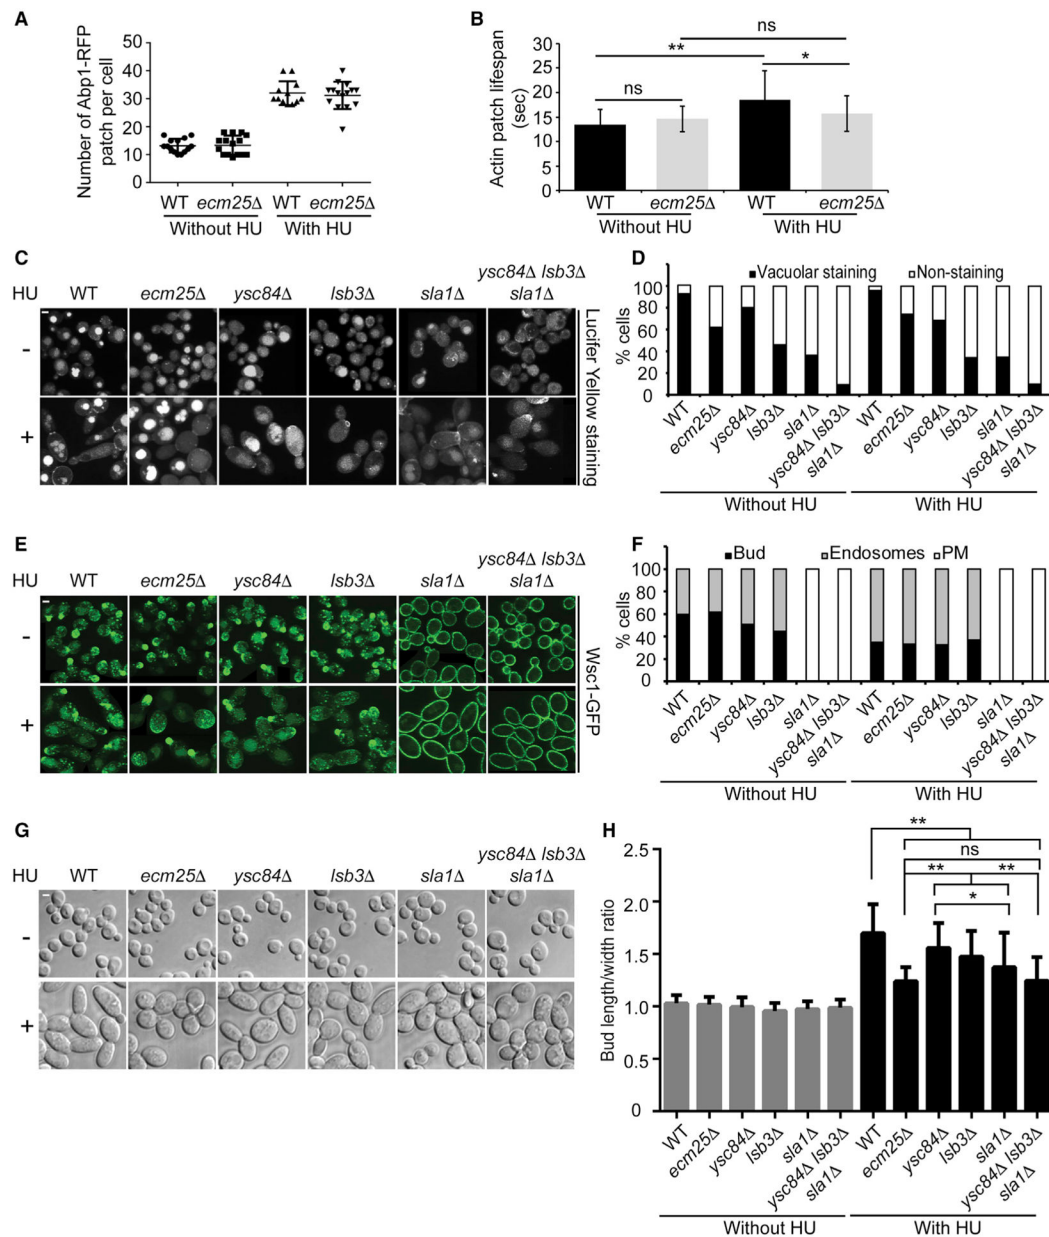 A
Number of Abp1-RFP
patch per cell
50
40
30
20
10
0
WT ecm25Δ WT ecm25Δ
Without HU With HU
B
Actin patch lifespan
(sec)
30
25
20
15
10
5
0
ns
**
ns
*
WT ecm25Δ WT ecm25Δ
Without HU With HU
C
HU WT ecm25Δ ysc84Δ lsb3Δ sla1Δ ysc84Δ lsb3Δ
sla1Δ
-
+
Lucifer Yellow staining
D
Vacuolar staining Non-staining
% cells
100
80
60
40
20
0
WT ecm25Δ ysc84Δ lsb3Δ sla1Δ ysc84Δ lsb3Δ sla1Δ WT ecm25Δ ysc84Δ lsb3Δ sla1Δ ysc84Δ lsb3Δ sla1Δ
Without HU With HU
E
HU WT ecm25Δ ysc84Δ lsb3Δ sla1Δ ysc84Δ lsb3Δ
sla1Δ
-
+
Wsc1-GFP
F
Bud Endosomes PM
% cells
100
80
60
40
20
0
WT ecm25Δ ysc84Δ lsb3Δ sla1Δ ysc84Δ lsb3Δ sla1Δ WT ecm25Δ ysc84Δ lsb3Δ sla1Δ ysc84Δ lsb3Δ sla1Δ
Without HU With HU
G
HU WT ecm25Δ ysc84Δ lsb3Δ sla1Δ ysc84Δ lsb3Δ
sla1Δ
-
+
H
Bud length/width ratio
2.5
2.0
1.5
1.0
0.5
0
**
ns
** **
*
WT ecm25Δ ysc84Δ lsb3Δ sla1Δ ysc84Δ lsb3Δ sla1Δ WT ecm25Δ ysc84Δ lsb3Δ sla1Δ ysc84Δ lsb3Δ sla1Δ
Without HU With HU